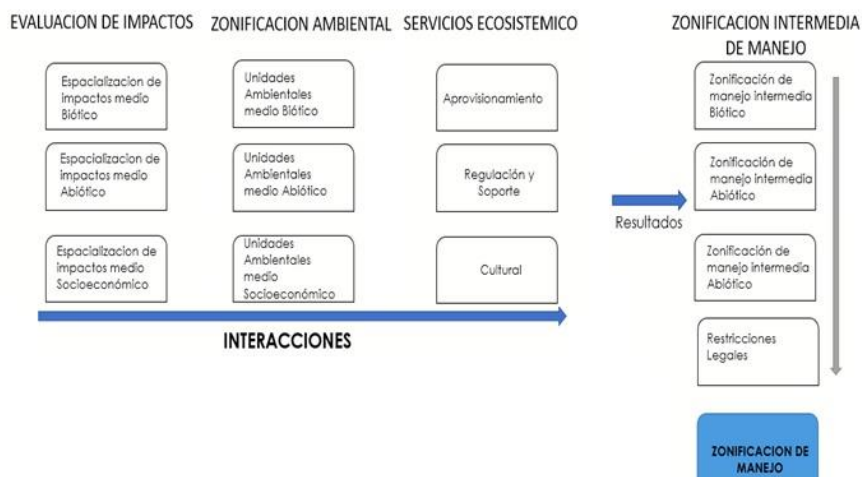 EVALUACION DE IMPACTOS
Espacialización de
impactos medio
Biótico
Espacialización de
impactos medio
Abiótico
Espacializacion de
impactos medio
Socioeconómico
ZONIFICACION AMBIENTAL
Unidades
Ambientales
medio Biótico
Unidades
Ambientales
medio Abiótico
Unidades
Ambientales
medio
Socioeconómico
SERVICIOS ECOSISTEMICO
Aprovisionamiento
Regulación y
Soporte
Cultural
INTERACCIONES
Resultados
ZONIFICACION INTERMEDIA
DE MANEJO
Zonificación de
manejo intermedia
Biótico
Zonificación de
manejo intermedia
Abiótico
Zonificación de
manejo intermedia
Abiótico
Restricciones
Legales
ZONIFICACION DE
MANEJO